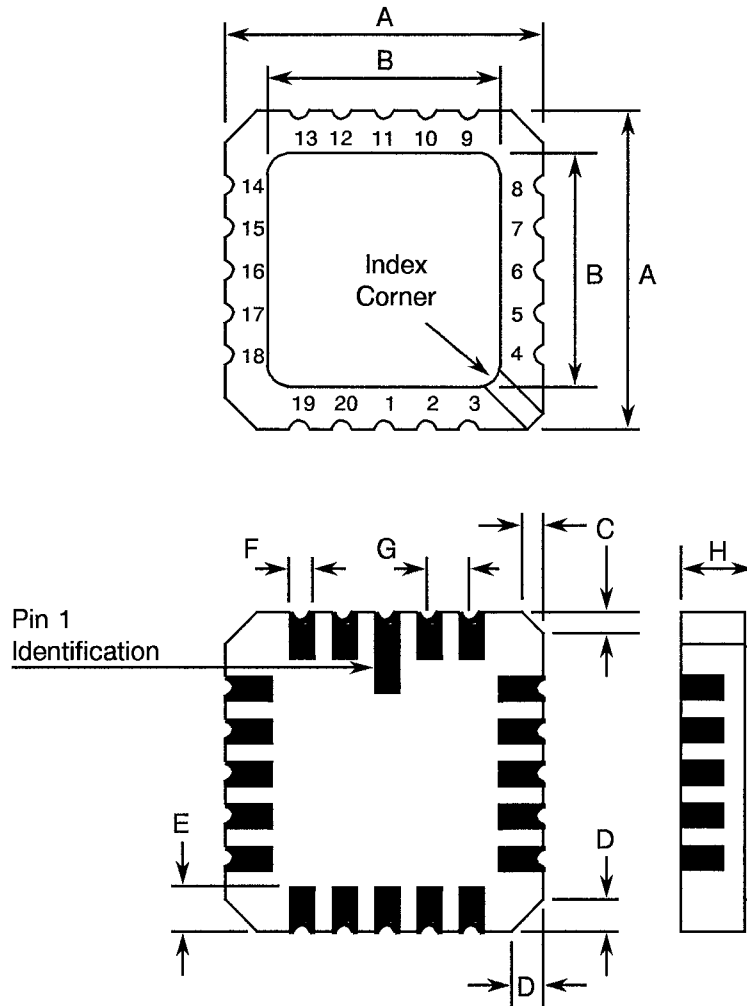 A
B
13 12 11 10 9
14 8
15 7
16 Index 6 B A
17 Corner 5
18 4
19 20 1 2 3
C
F G H
Pin 1
Identification
E D
D